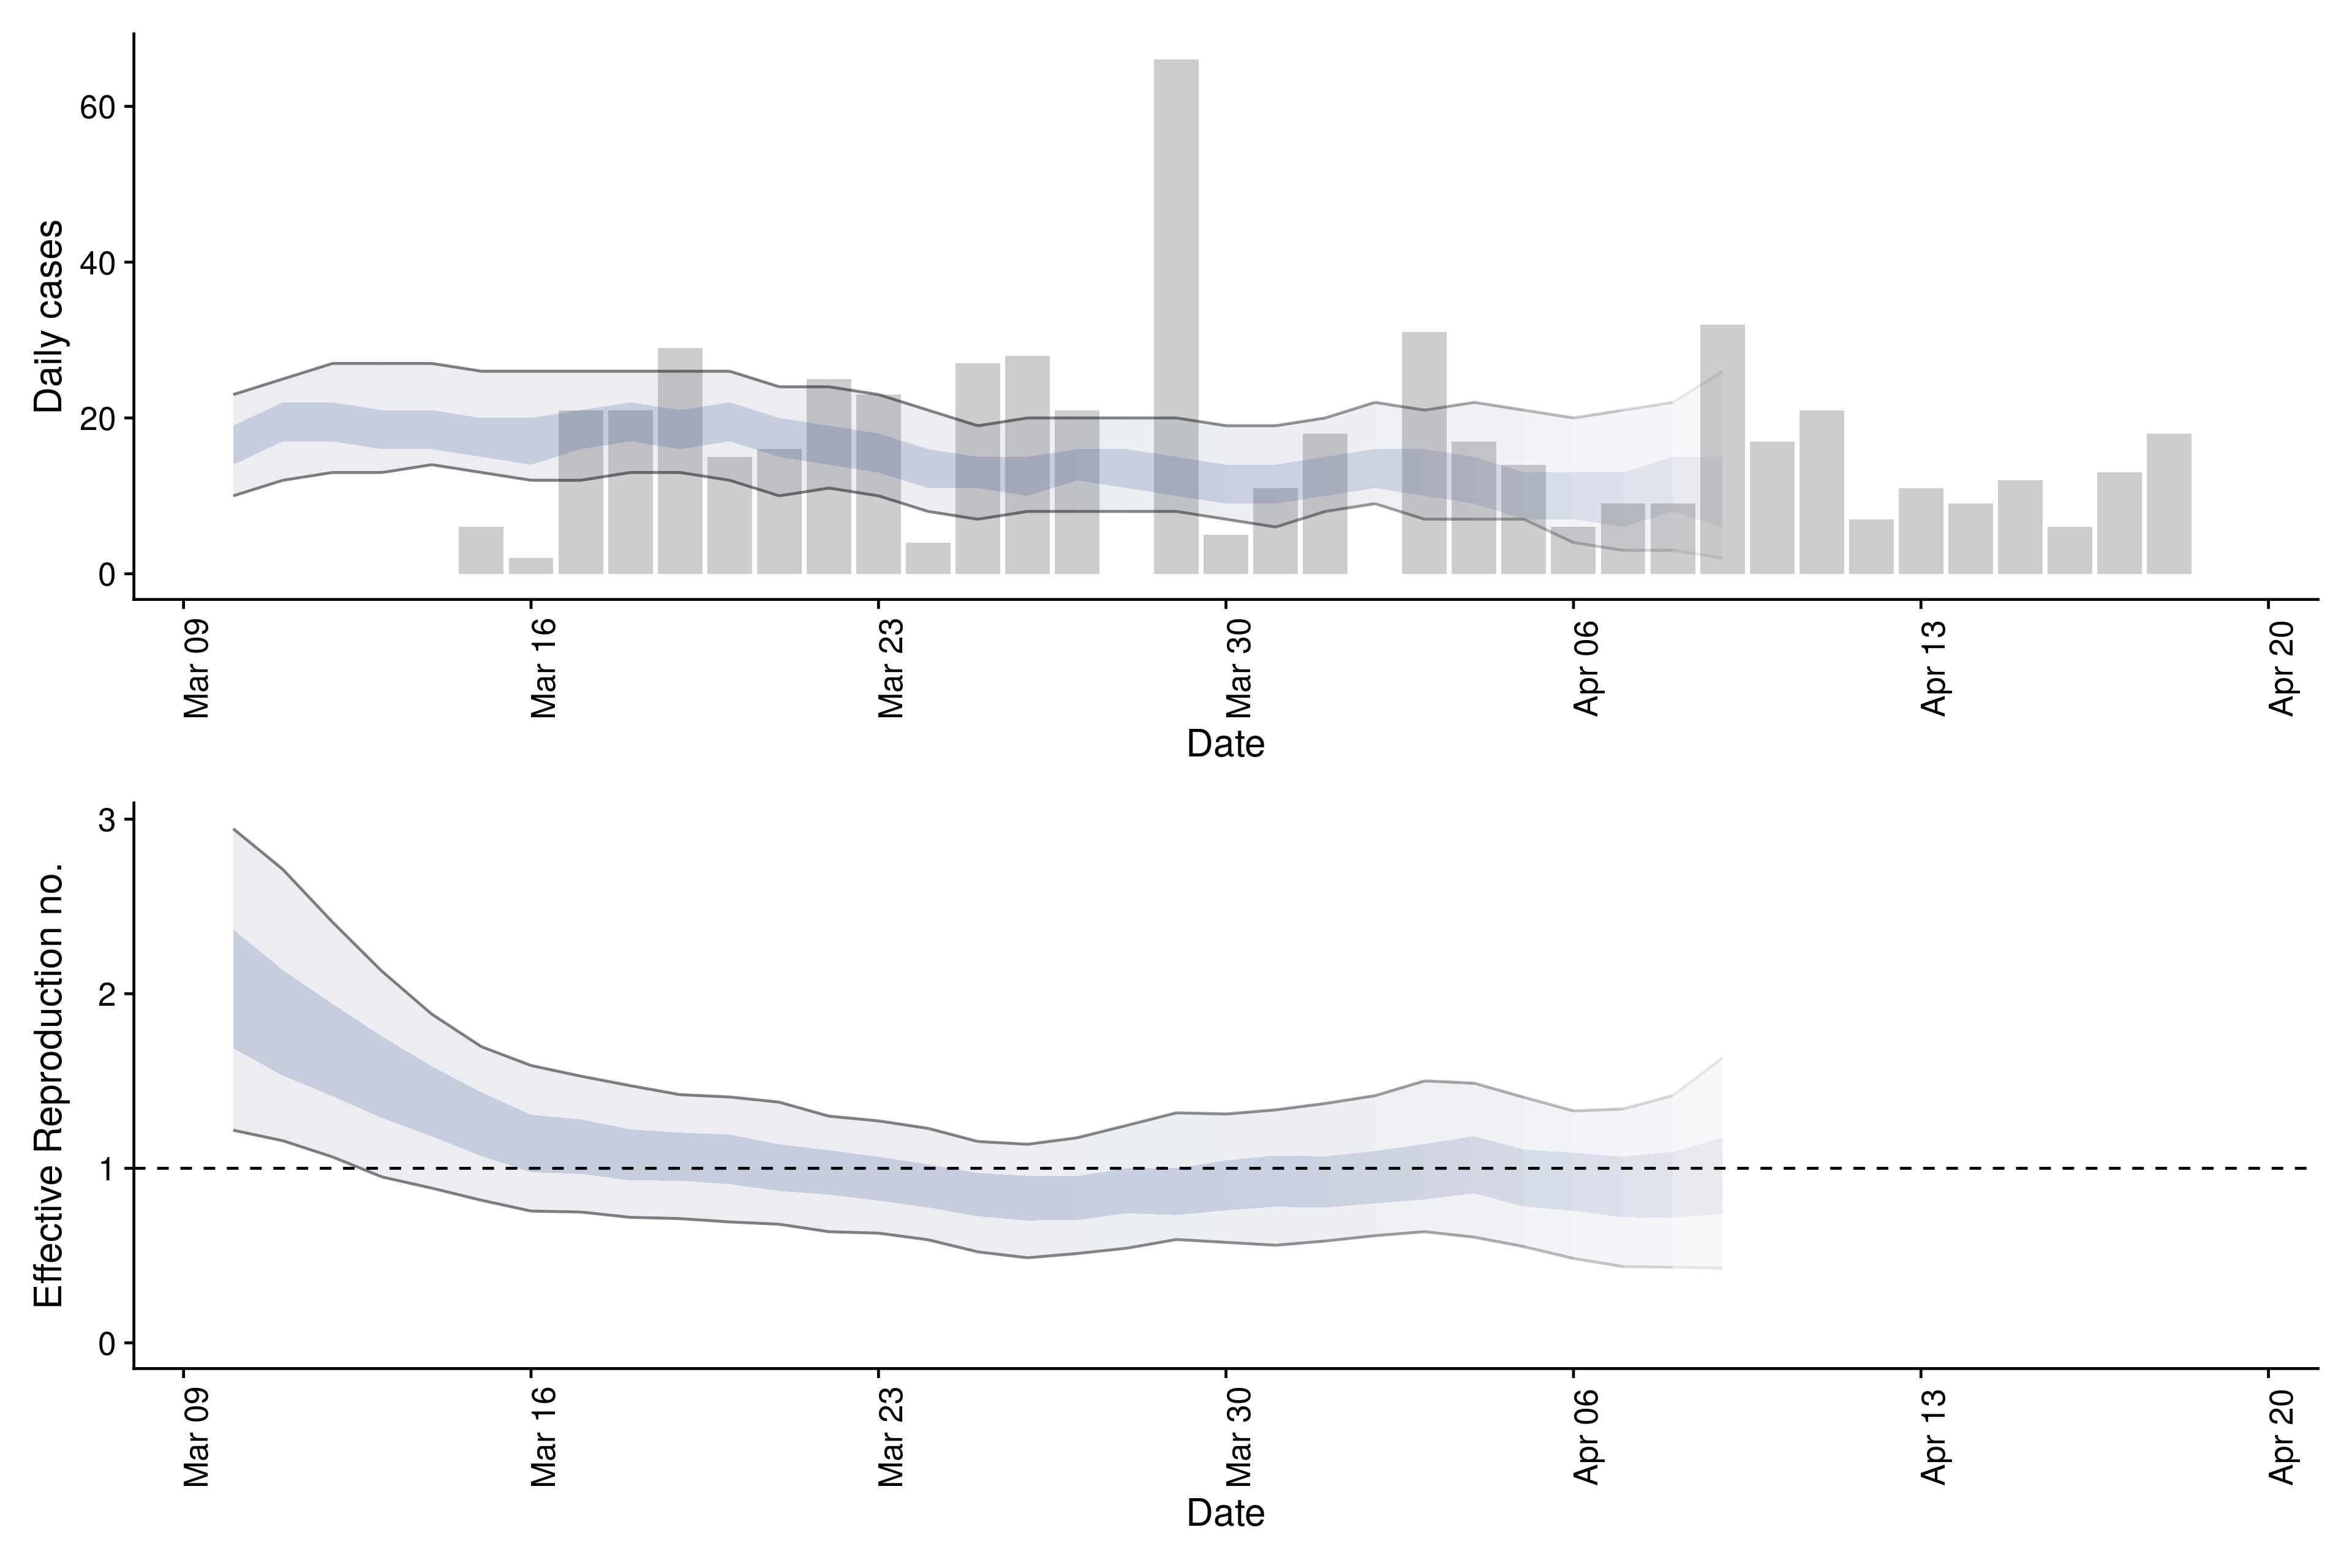 Daily cases
60
40
20
0
Mar 09
Mar 16
Mar 23
Mar 30
Apr 06
Apr 13
Apr 20
Date
Effective Reproduction no.
3
2
1
0
Mar 09
Mar 16
Mar 23
Mar 30
Apr 06
Apr 13
Apr 20
Date